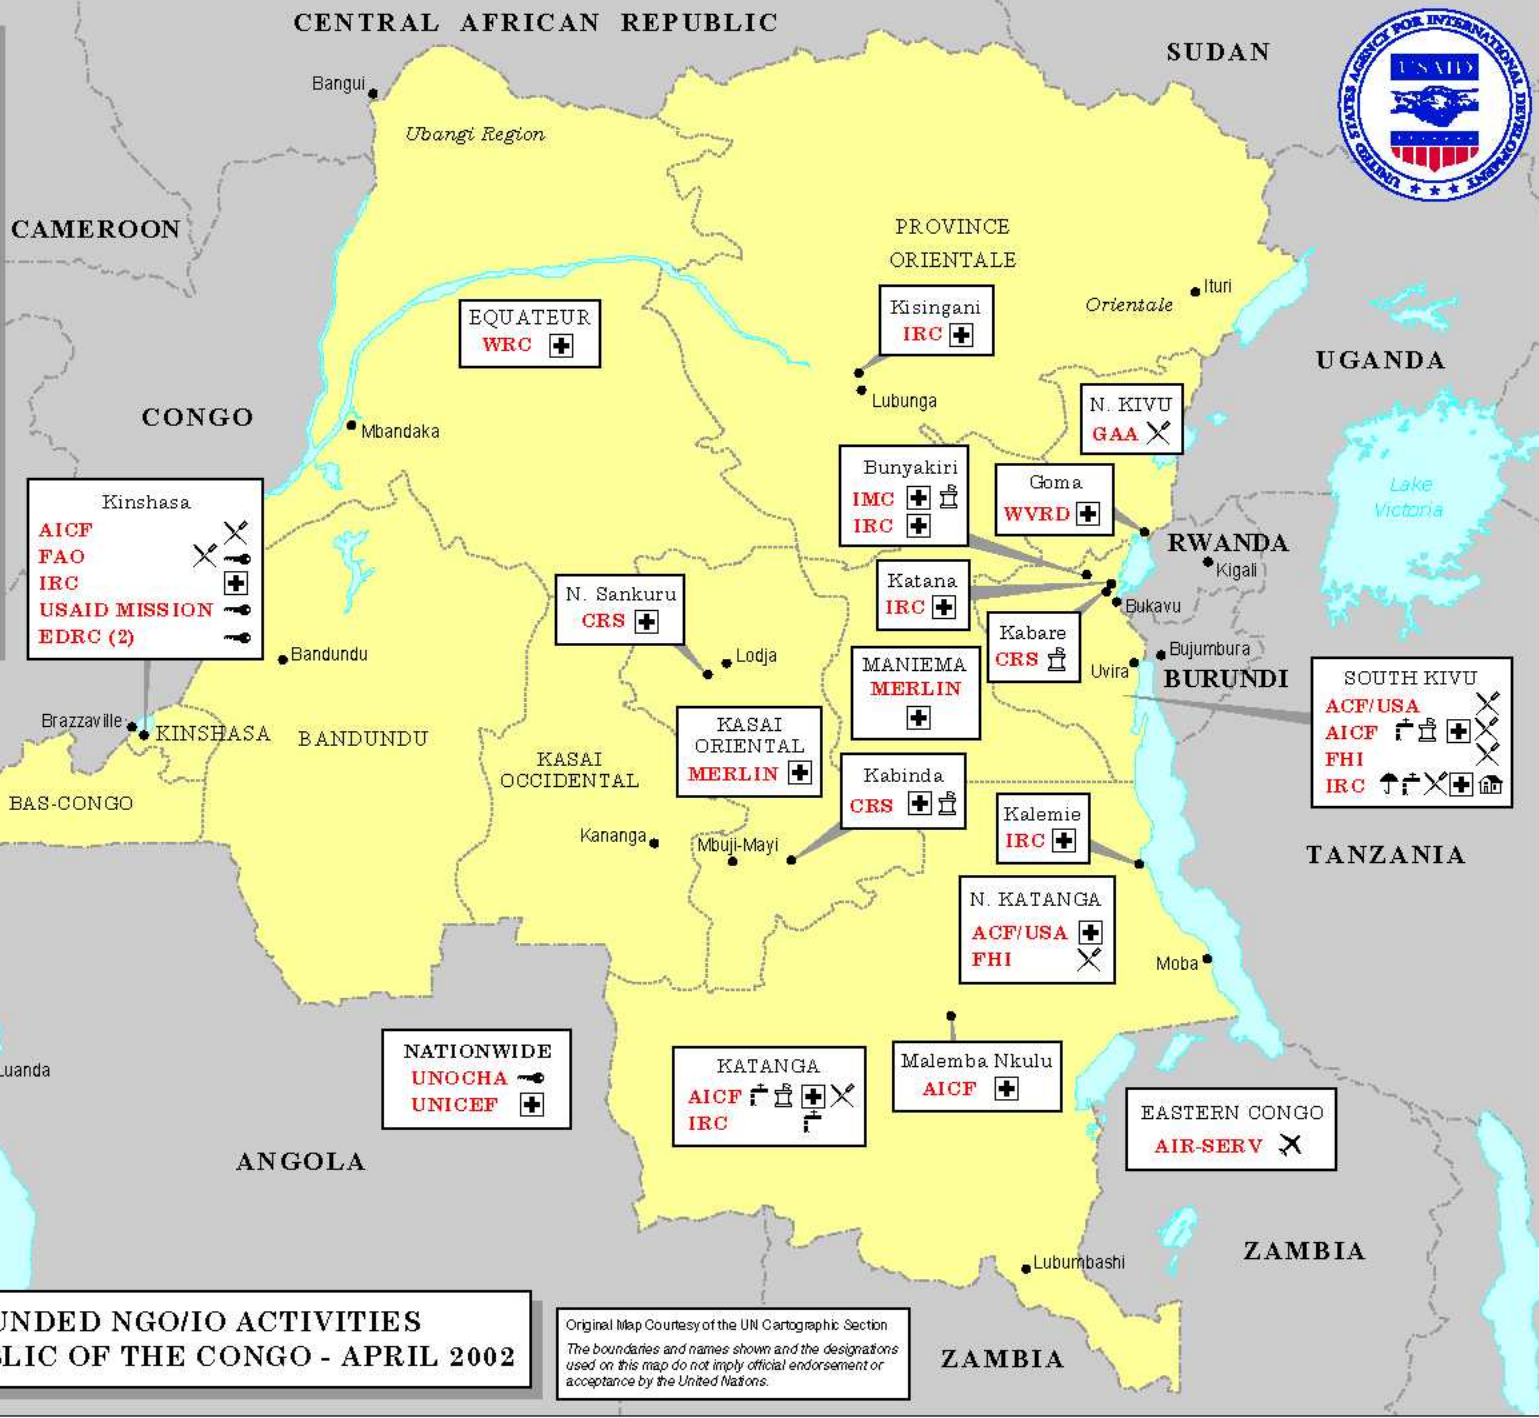 CENTRAL AFRICAN REPUBLIC
SUDAN
UNITED STATES AGENCY FOR INTERNATIONAL DEVELOPMENT
USAID
Bangui
Ubangi Region
CAMEROON
PROVINCE
ORIENTALE
Ituri
Orientale
Kisingani
IRC
EQUATEUR
WRC
UGANDA
Lubunga
N. KIVU
GAA
CONGO
Mbandaka
Bunyakiri
IMC
IRC
Goma
WVRD
Lake
Victoria
Kinshasa
AICF
FAO
IRC
USAID MISSION
EDRC (2)
RWANDA
Kigali
Katana
IRC
Bukavu
N. Sankuru
CRS
Kabare
CRS
Lodja
Bandundu
MANIEMA
MERLIN
Uvira
Bujumbura
BURUNDI
SOUTH KIVU
ACF/USA
AICF
FHI
IRC
Brazzaville
KINSHASA
BANDUNDU
KASAI
ORIENTAL
MERLIN
KASAI
OCCIDENTAL
Kabinda
CRS
BAS-CONGO
Kalemie
IRC
Kananga
Mbuji-Mayi
TANZANIA
N. KATANGA
ACF/USA
FHI
Moba
NATIONWIDE
UNOCHA
UNICEF
KATANGA
AICF
IRC
Malemba Nkulu
AICF
Luanda
EASTERN CONGO
AIR-SERV
ANGOLA
Lubumbashi
ZAMBIA
UNDED NGO/IO ACTIVITIES
LIC OF THE CONGO - APRIL 2002
Original Map Courtesy of the UN Cartographic Section
The boundaries and names shown and the designations
used on this map do not imply official endorsement or
acceptance by the United Nations.
ZAMBIA